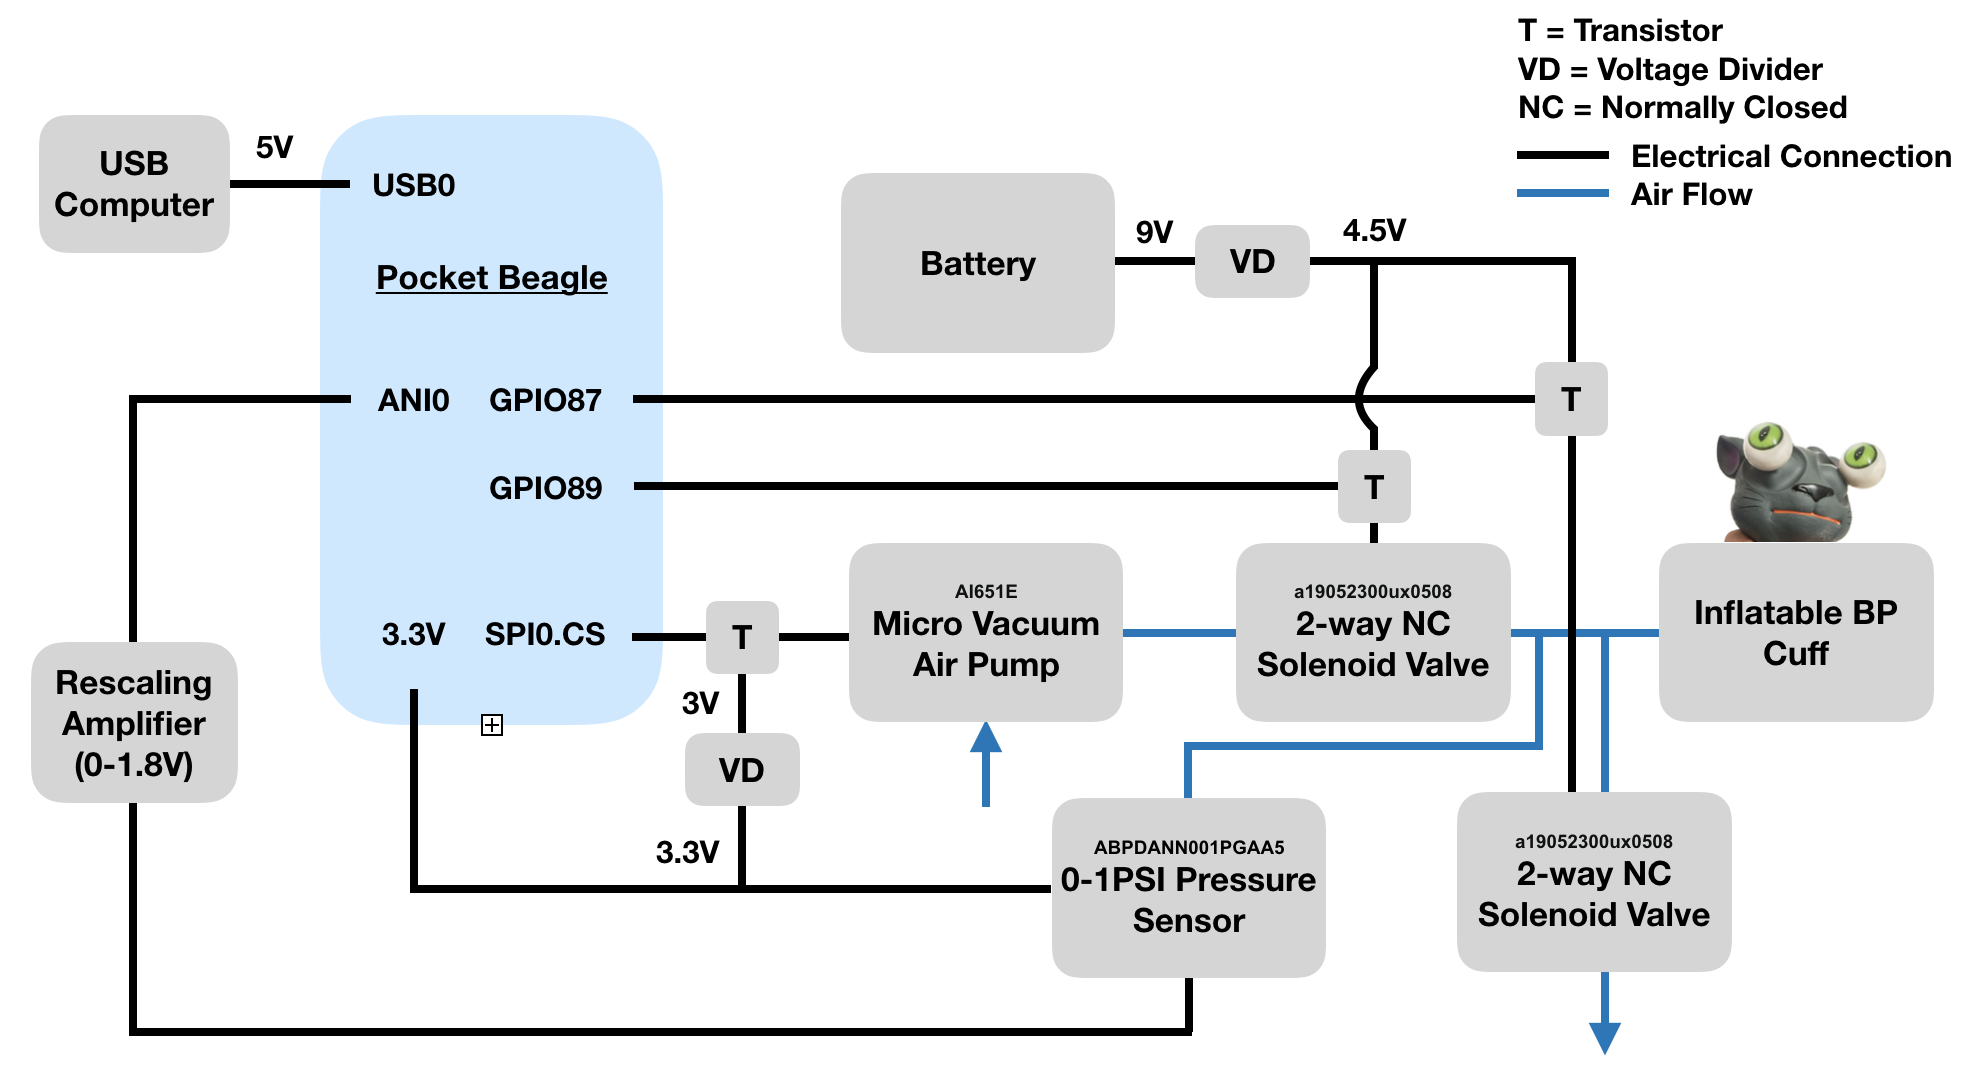 T = Transistor
VD = Voltage Divider
NC = Normally Closed
Electrical Connection
Air Flow
USB
Computer
5V
USB0
Pocket Beagle
ANI0
GPIO87
GPIO89
3.3V
SPI0.CS
Battery
9V
VD
4.5V
T
T
T
3V
VD
3.3V
AI651E
Micro Vacuum
Air Pump
a19052300ux0508
2-way NC
Solenoid Valve
Inflatable BP
Cuff
Rescaling
Amplifier
(0-1.8V)
ABPDANN001PGAA5
0-1PSI Pressure
Sensor
a19052300ux0508
2-way NC
Solenoid Valve